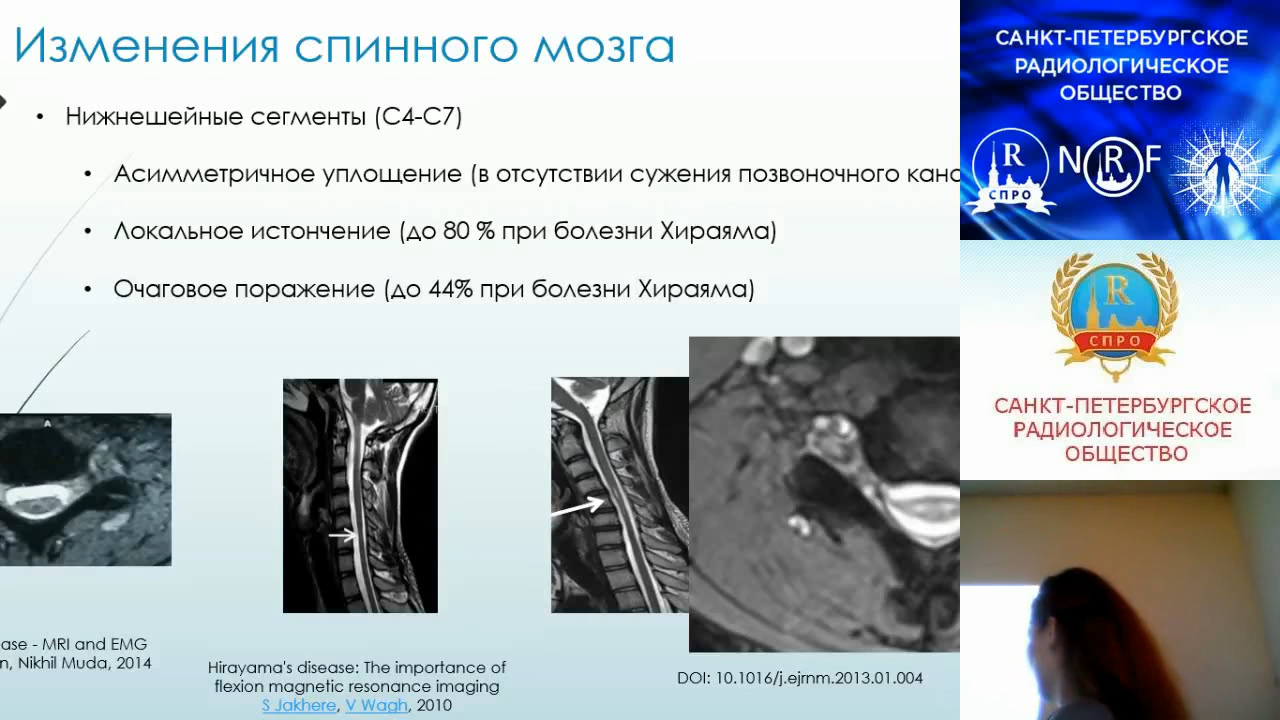 Изменения спинного мозга
• Нижнешейные сегменты (С4-С7)
• Асимметричное уплощение (в отсутствии сужения позвоночного кана
• Локальное истончение (до 80 % при болезни Хираяма)
• Очаговое поражение (до 44% при болезни Хираяма)
A
ase - MRI and EMG
n, Nikhil Muda, 2014
Hirayama's disease: The importance of
flexion magnetic resonance imaging
S Jakhere, V Wagh, 2010
DOI: 10.1016/j.ejrnm.2013.01.004
САНКТ-ПЕТЕРБУРГСКОЕ
РАДИОЛОГИЧЕСКОЕ
ОБЩЕСТВО
R
СПРО
N R F
R
СПРО
САНКТ-ПЕТЕРБУРГСКОЕ
РАДИОЛОГИЧЕСКОЕ
ОБЩЕСТВО